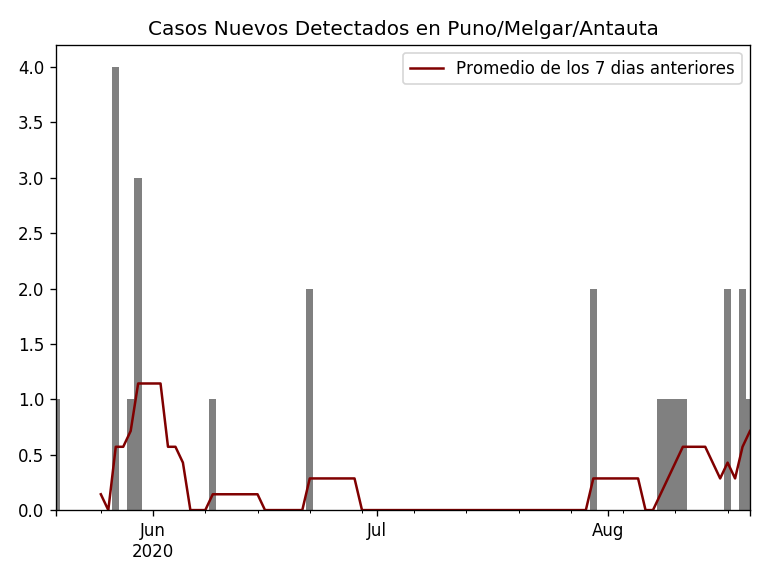 Casos Nuevos Detectados en Puno/Melgar/Antauta
Promedio de los 7 dias anteriores
4.0
3.5
3.0
2.5
2.0
1.5
1.0
0.5
0.0
Jun
2020
Jul
Aug